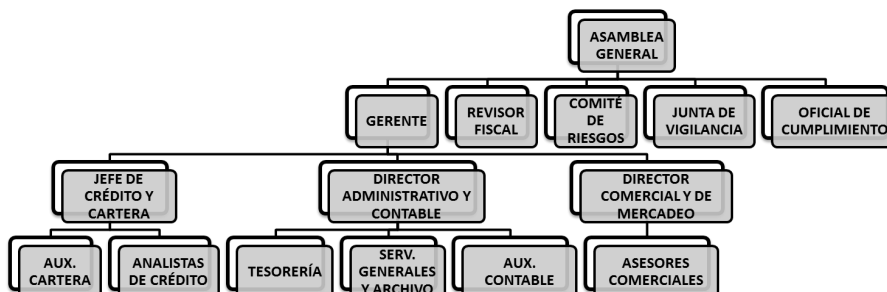 ASAMBLEA
GENERAL
GERENTE
REVISOR
FISCAL
COMITÉ
DE
RIESGOS
JUNTA DE
VIGILANCIA
OFICIAL DE
CUMPLIMIENTO
JEFE DE
CRÉDITO Y
CARTERA
DIRECTOR
ADMINISTRATIVO Y
CONTABLE
DIRECTOR
COMERCIAL Y DE
MERCADEO
AUX.
CARTERA
ANALISTAS
DE CRÉDITO
TESORERÍA
SERV.
GENERALES
Y ARCHIVO
AUX.
CONTABLE
ASESORES
COMERCIALES